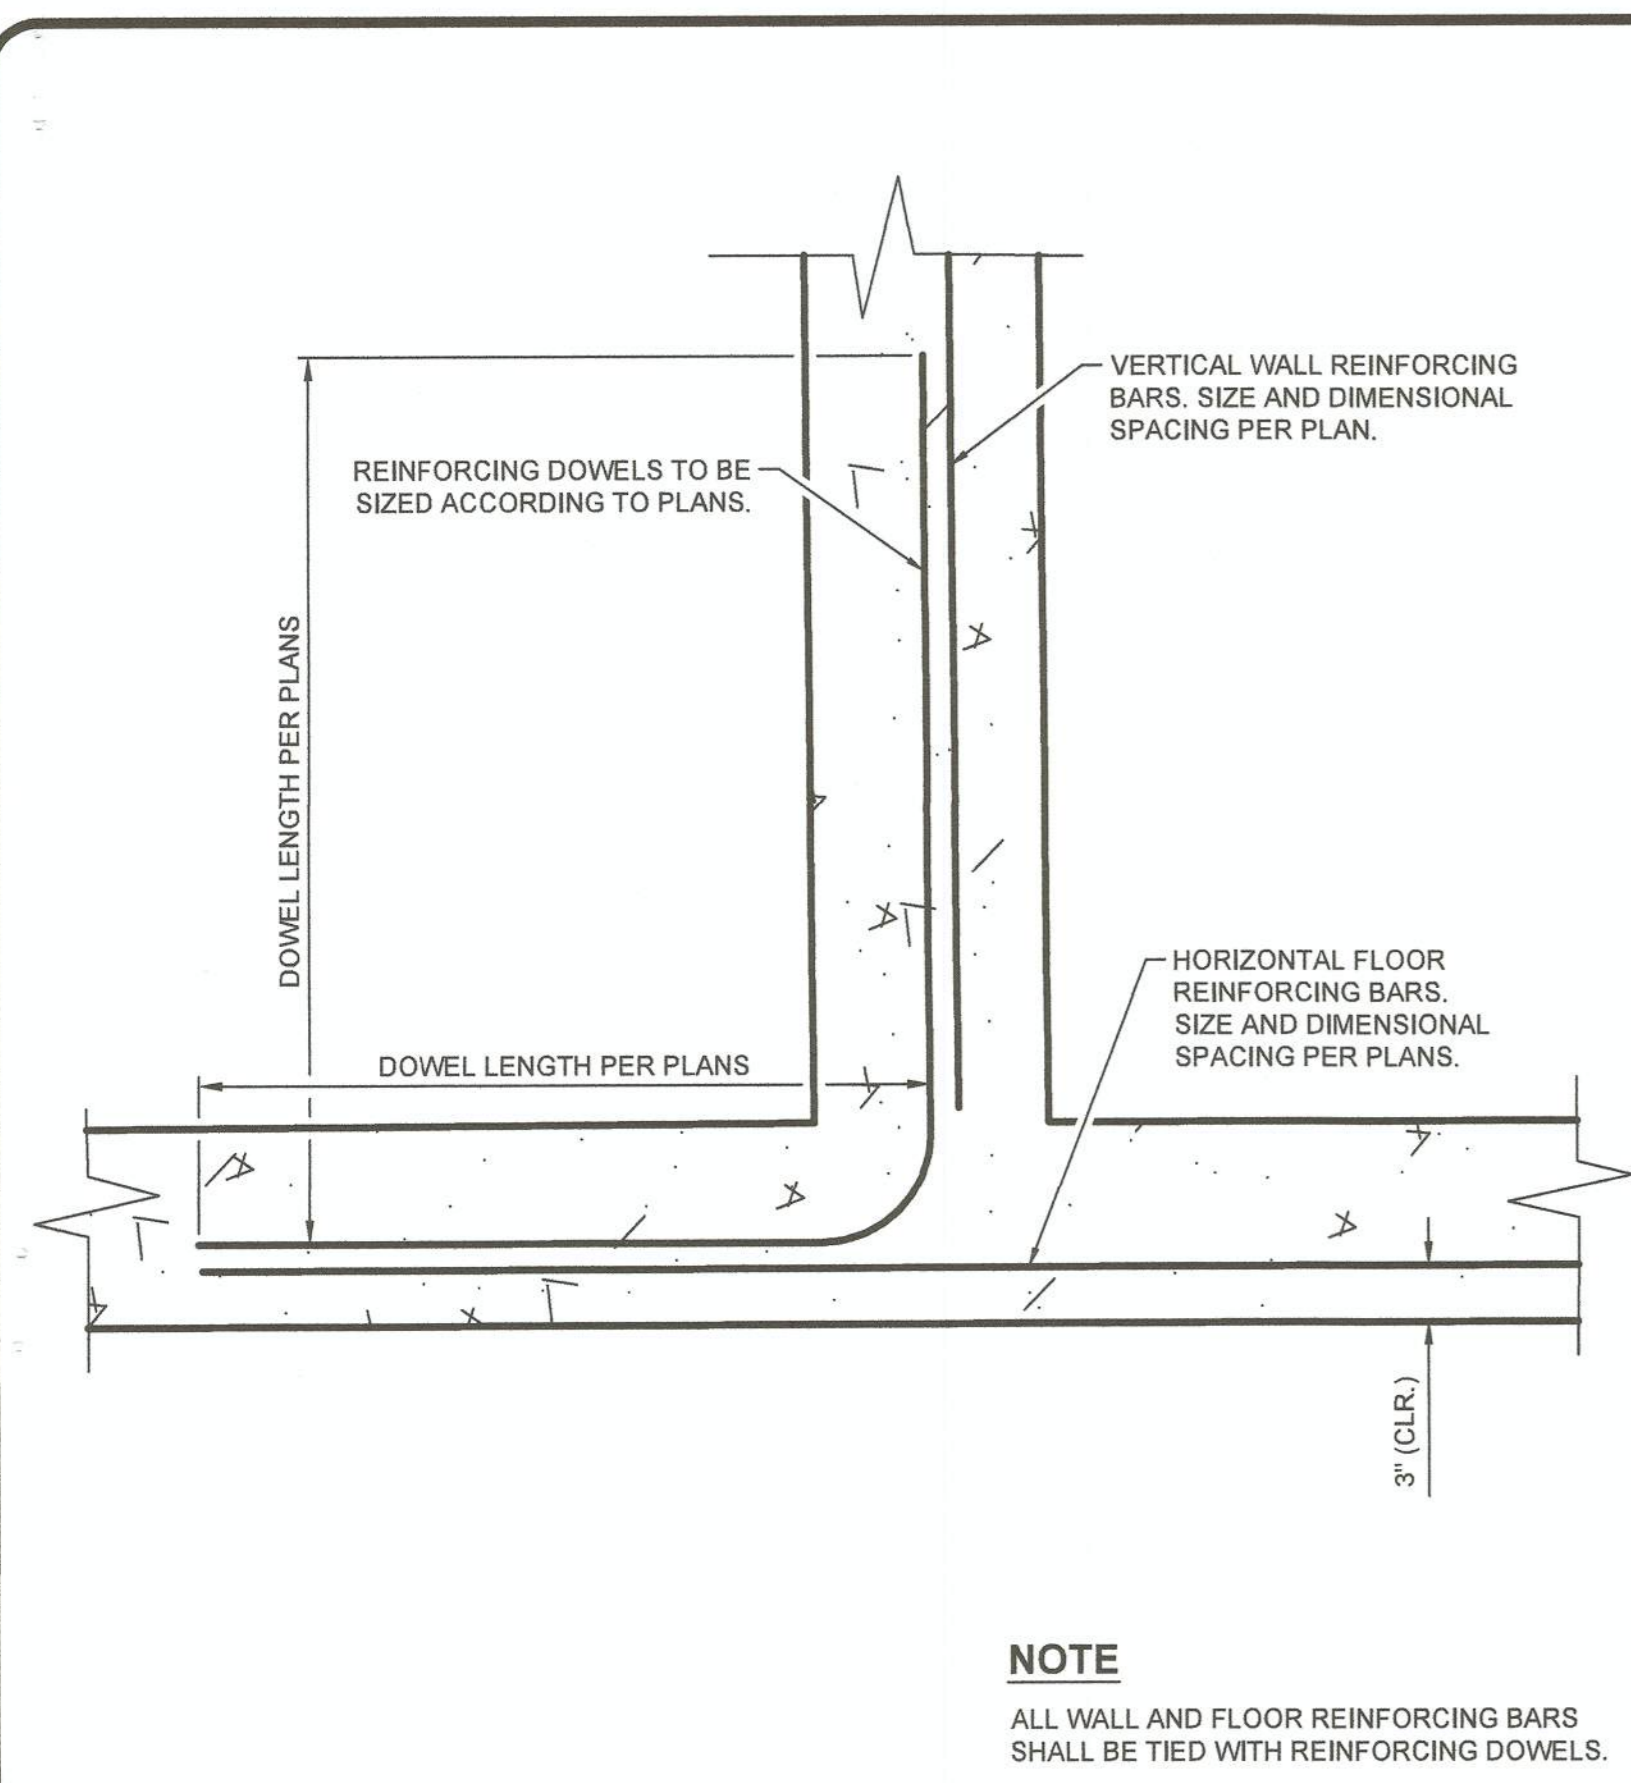 VERTICAL WALL REINFORCING
BARS. SIZE AND DIMENSIONAL
SPACING PER PLAN.
REINFORCING DOWELS TO BE
SIZED ACCORDING TO PLANS.
DOWEL LENGTH PER PLANS
HORIZONTAL FLOOR
REINFORCING BARS.
SIZE AND DIMENSIONAL
SPACING PER PLANS.
DOWEL LENGTH PER PLANS
3" (CLR.)
NOTE
ALL WALL AND FLOOR REINFORCING BARS
SHALL BE TIED WITH REINFORCING DOWELS.